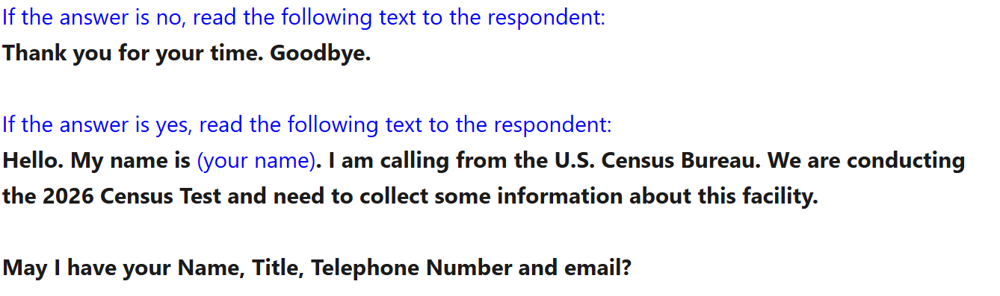 If the answer is no, read the following text to the respondent:
Thank you for your time. Goodbye.
If the answer is yes, read the following text to the respondent:
Hello. My name is (your name). I am calling from the U.S. Census Bureau. We are conducting
the 2026 Census Test and need to collect some information about this facility.
May I have your Name, Title, Telephone Number and email?